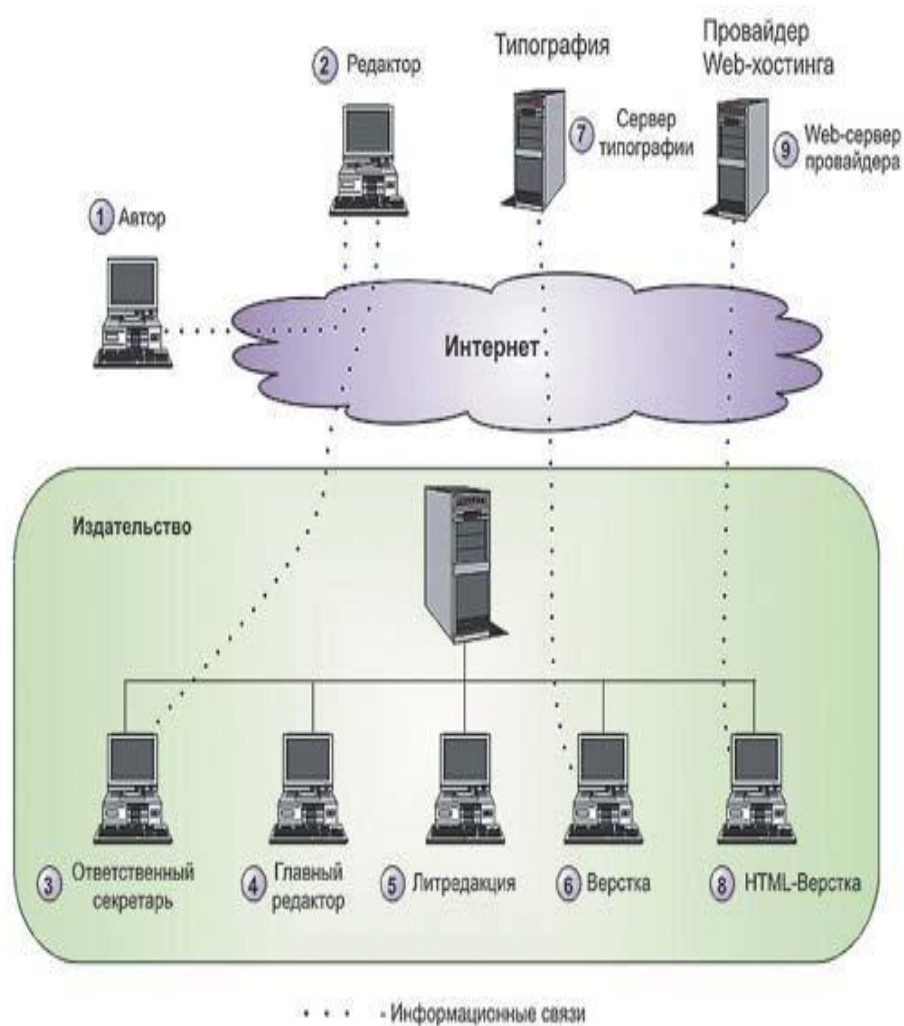 Типография
Провайдер
Web-хостинга
2 Редактор
7 Сервер
типографии
9 Web-сервер
провайдера
1 Автор
Интернет
Издательство
3 Ответственный
секретарь
4 Главный
редактор
5 Литредакция
6 Верстка
8 HTML-Верстка
• • • • - Информационные связи